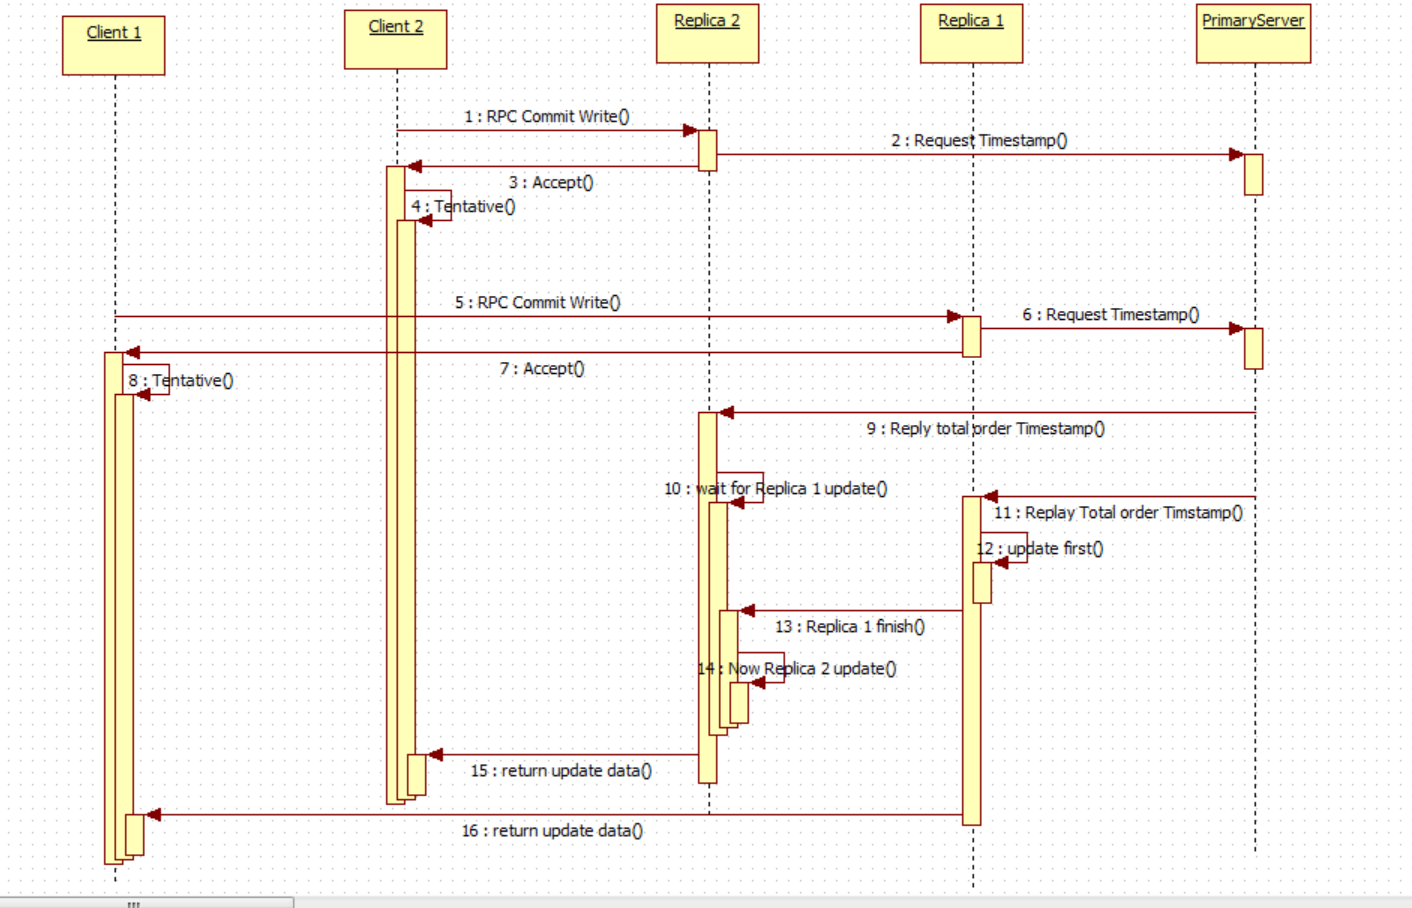 Client 1
Client 2
Replica 2
Replica 1
PrimaryServer
1 : RPC Commit Write()
2 : Request Timestamp()
3 : Accept()
4 : Tentative()
5 : RPC Commit Write()
6 : Request Timestamp()
7 : Accept()
8 : Tentative()
9 : Reply total order Timestamp()
10 : wait for Replica 1 update()
11 : Replay Total order Timstamp()
12 : update first()
13 : Replica 1 finish()
14 : Now Replica 2 update()
15 : return update data()
16 : return update data()